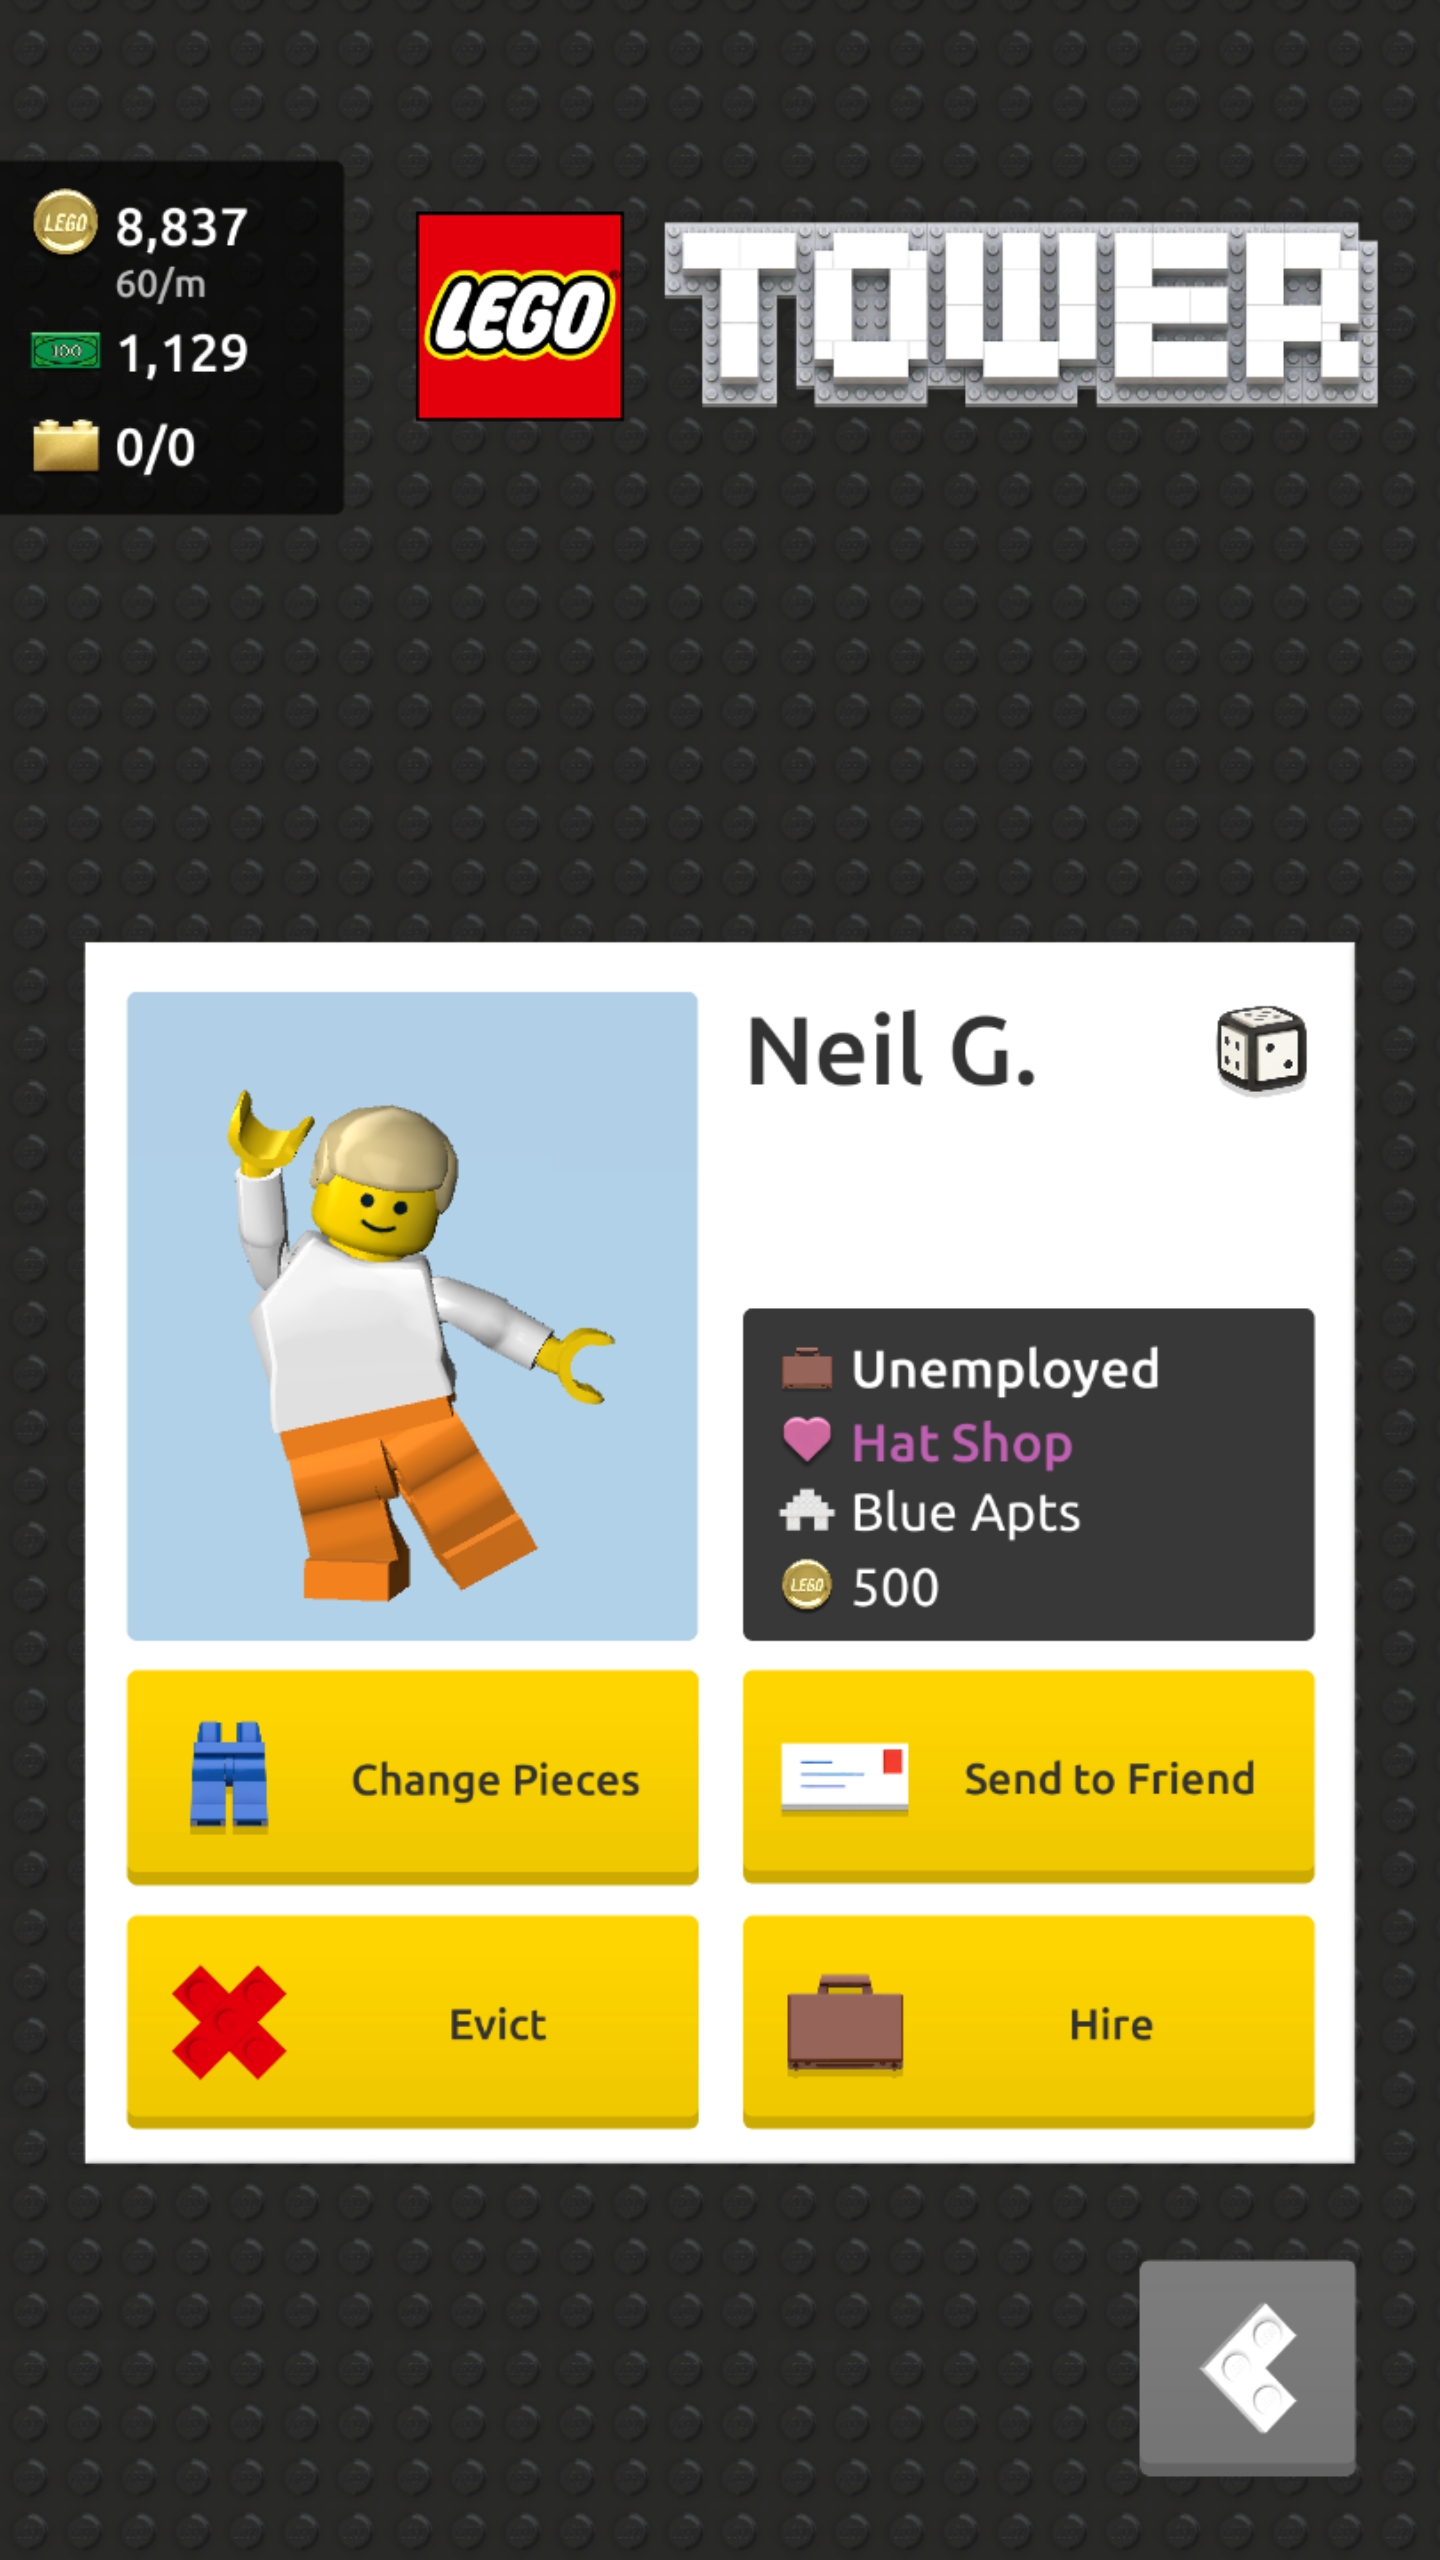 LEGO
8,837
60/m
100
1,129
0/0
LEGO
TOWER
Neil G.
Unemployed
Hat Shop
Blue Apts
LEGO
500
Change Pieces
Send to Friend
Evict
Hire